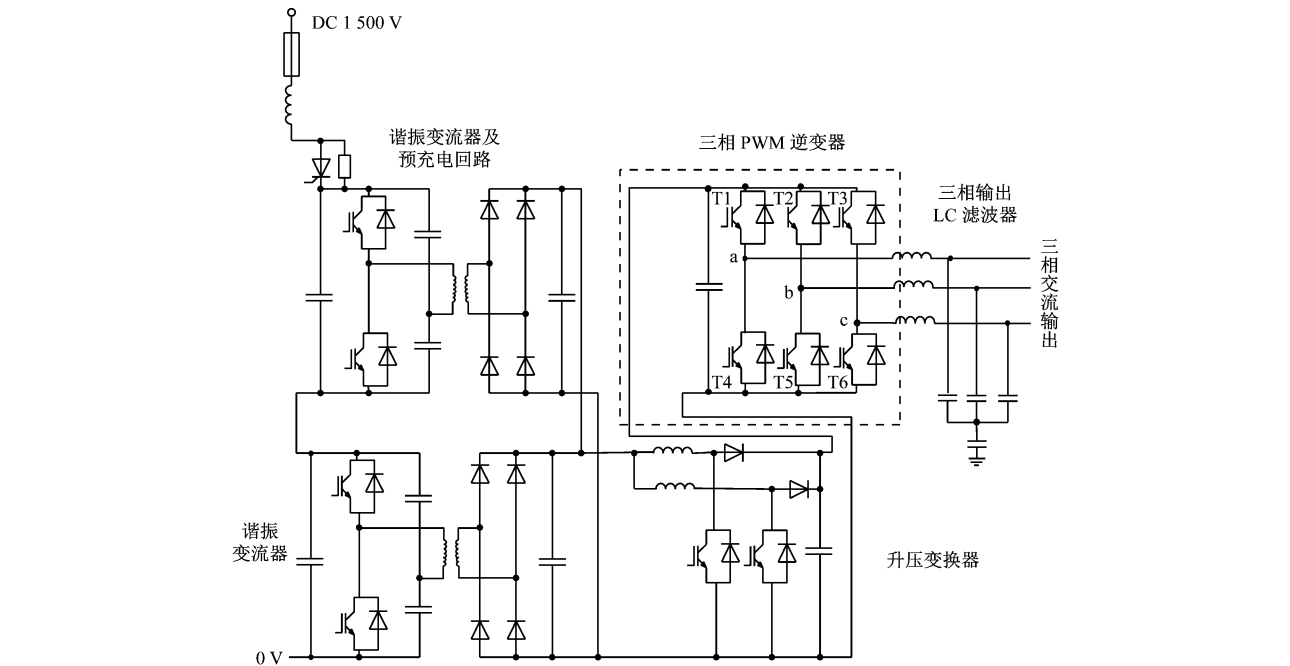 DC 1 500 V
谐振变流器及
预充电回路
三相 PWM 逆变器
T1
T2
T3
三相输出
LC 滤波器
a
b
c
三相交流输出
T4
T5
T6
谐振
变流器
升压变换器
0 V